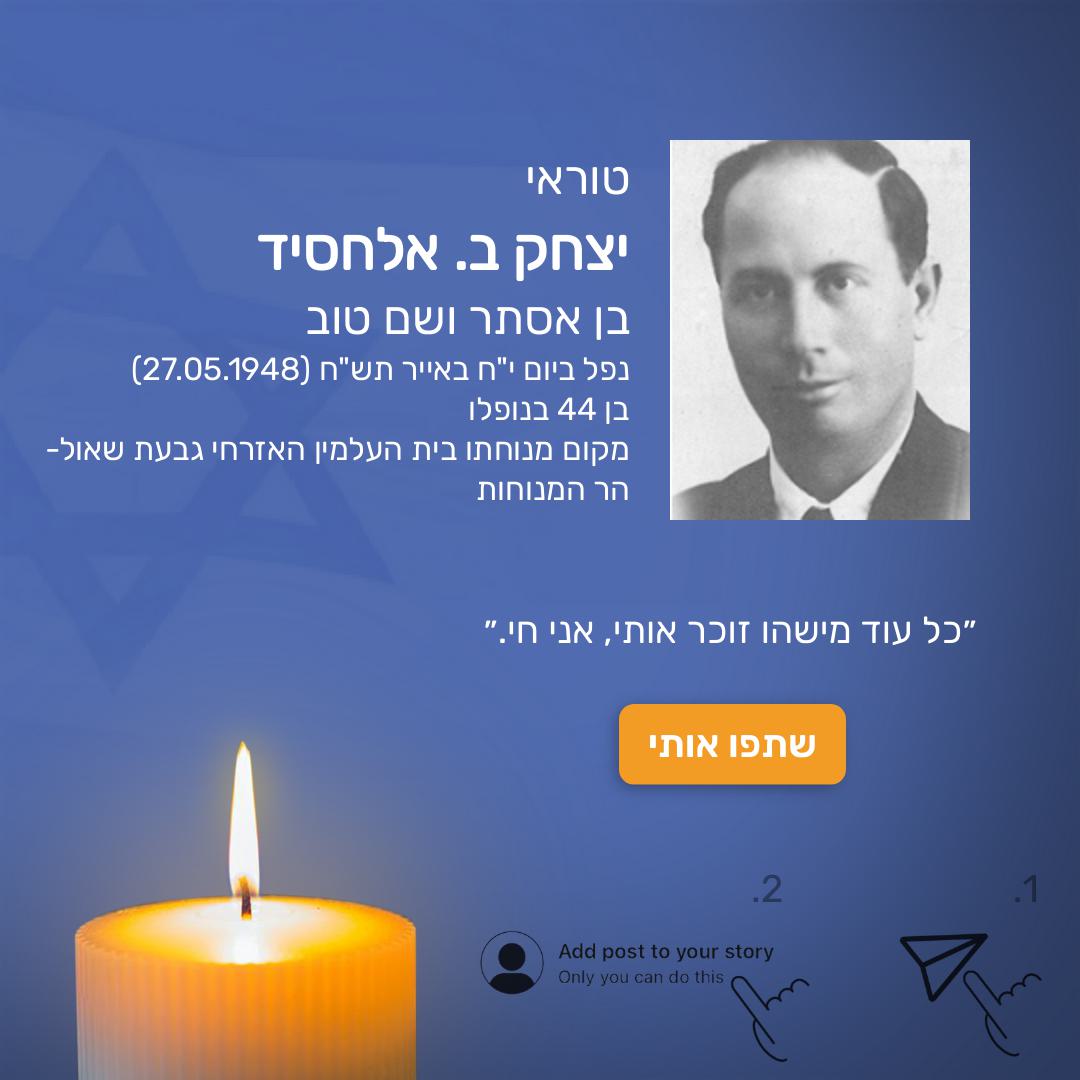 טוראי
יצחק ב. אלחסיד
בן אסתר ושם טוב
נפל ביום י"ח באייר תש"ח (27.05.1948)
בן 44 בנופלו
מקום מנוחתו בית העלמין האזרחי גבעת שאול-
הר המנוחות
״כל עוד מישהו זוכר אותי, אני חי.״
שתפו אותי
1.
2.
Add post to your story
Only you can do this